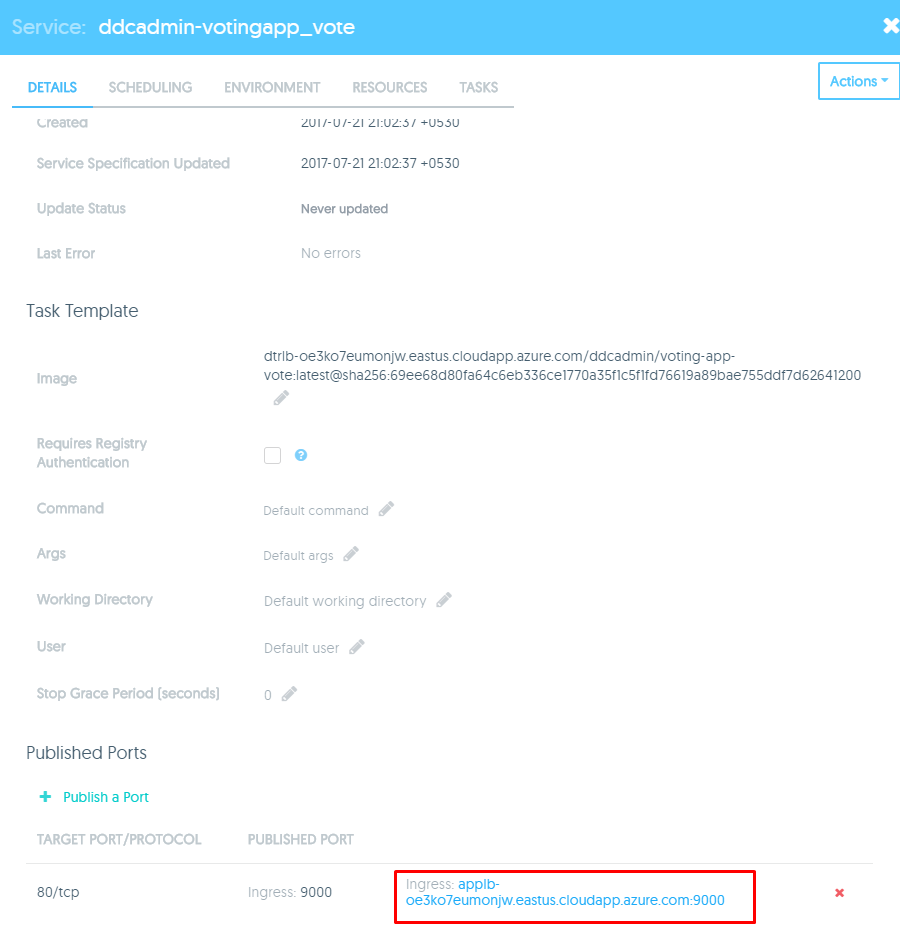 Service: ddcadmin-votingapp_vote
DETAILS SCHEDULING ENVIRONMENT RESOURCES TASKS
Actions
Created 2017-07-21 21:02:37 +0530
Service Specification Updated 2017-07-21 21:02:37 +0530
Update Status Never updated
Last Error No errors
Task Template
Image
dtrlb-oe3ko7eumonjw.eastus.cloudapp.azure.com/ddcadmin/voting-app-
vote:latest@sha256:69ee68d80fa64c6eb336ce1770a35f1c5f1fd76619a89bae755ddf7d62641200
Requires Registry
Authentication
?
Command Default command
Args Default args
Working Directory Default working directory
User Default user
Stop Grace Period (seconds) 0
Published Ports
+ Publish a Port
TARGET PORT/PROTOCOL PUBLISHED PORT
80/tcp Ingress: 9000
Ingress: applb-
oe3ko7eumonjw.eastus.cloudapp.azure.com:9000